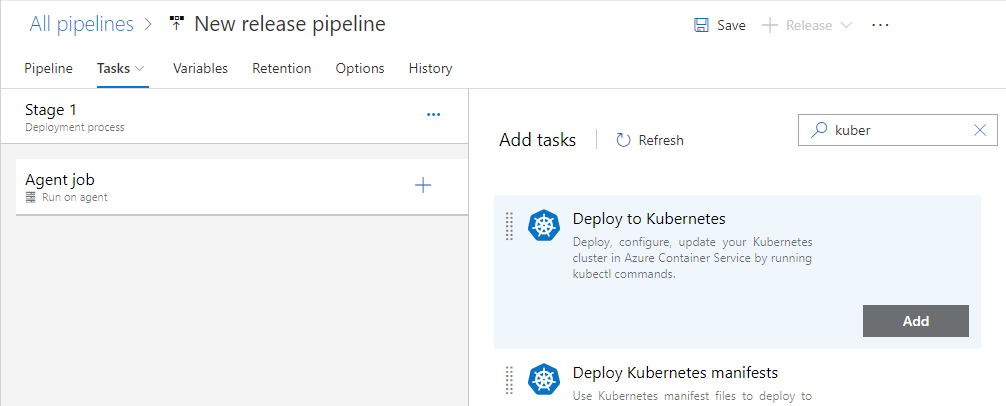 All pipelines > New release pipeline Save + Release ...
Pipeline Tasks Variables Retention Options History
Stage 1
Deployment process
...
Agent job
Run on agent
Add tasks Refresh kuber
Deploy to Kubernetes
Deploy, configure, update your Kubernetes
cluster in Azure Container Service by running
kubectl commands.
Add
Deploy Kubernetes manifests
Use Kubernetes manifest files to deploy to